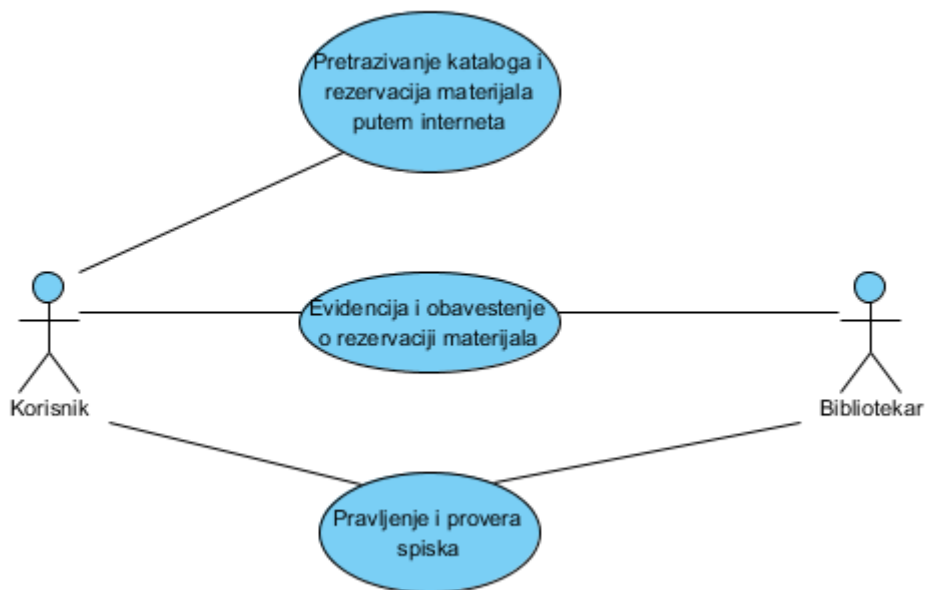 Pretrazivanje kataloga i
rezervacija materijala
putem interneta
Evidencija i obavestenje
o rezervaciji materijala
Korisnik
Bibliotekar
Pravljenje i provera
spiska